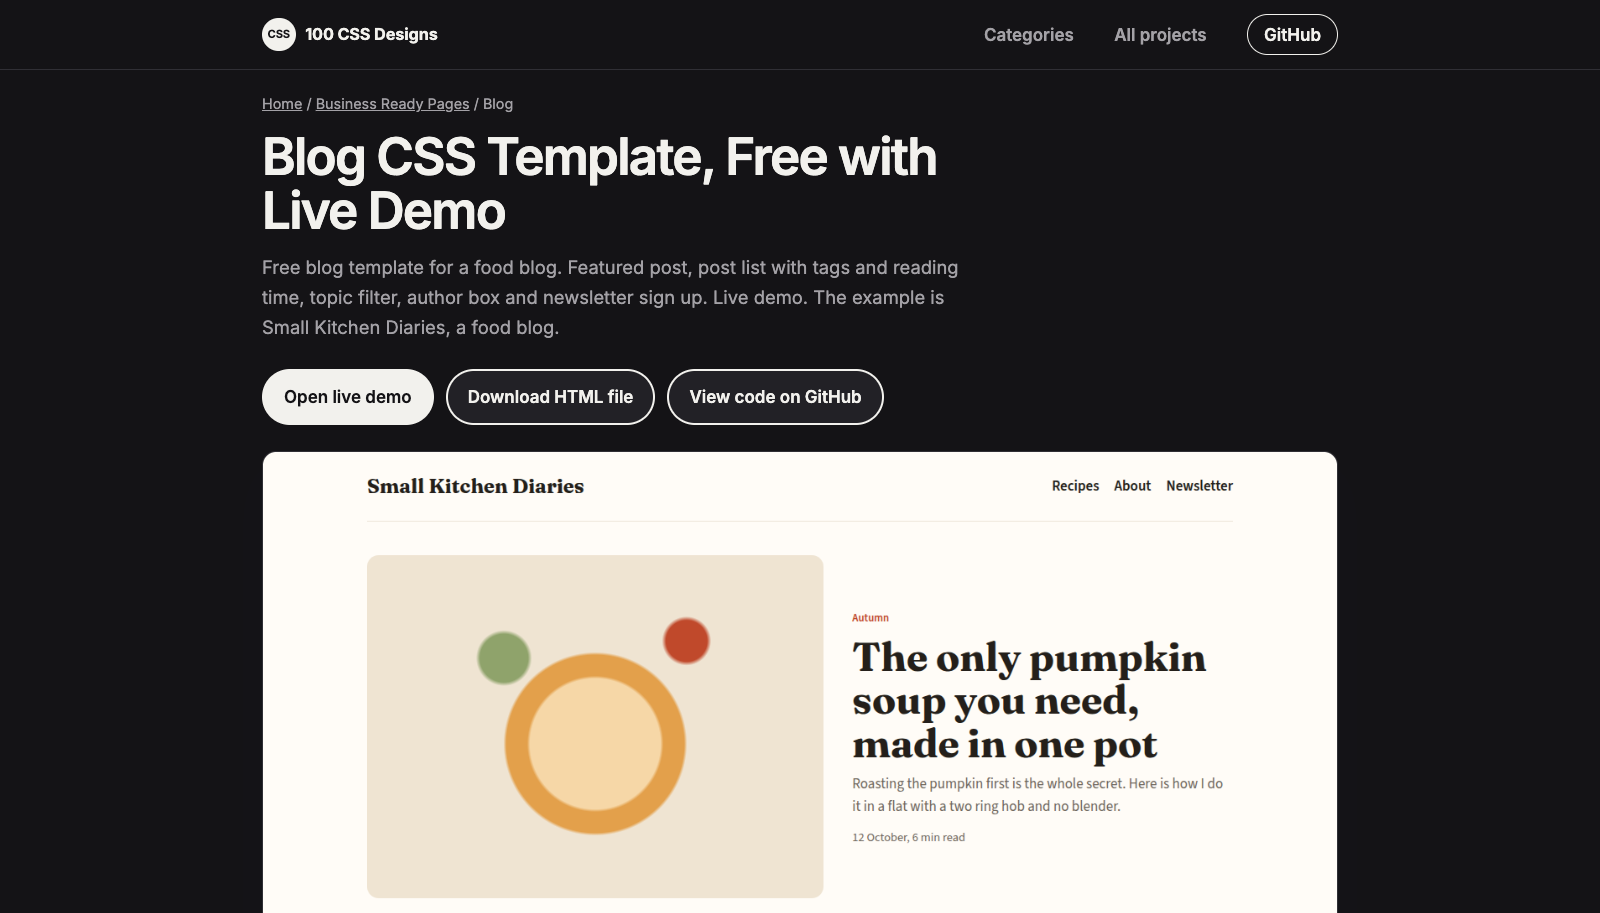 CSS 100 CSS Designs
Categories All projects GitHub
Home / Business Ready Pages / Blog
Blog CSS Template, Free with
Live Demo
Free blog template for a food blog. Featured post, post list with tags and reading
time, topic filter, author box and newsletter sign up. Live demo. The example is
Small Kitchen Diaries, a food blog.
Open live demo Download HTML file View code on GitHub
Small Kitchen Diaries
Recipes About Newsletter
Autumn
The only pumpkin
soup you need,
made in one pot
Roasting the pumpkin first is the whole secret. Here is how I do
it in a flat with a two ring hob and no blender.
12 October, 6 min read